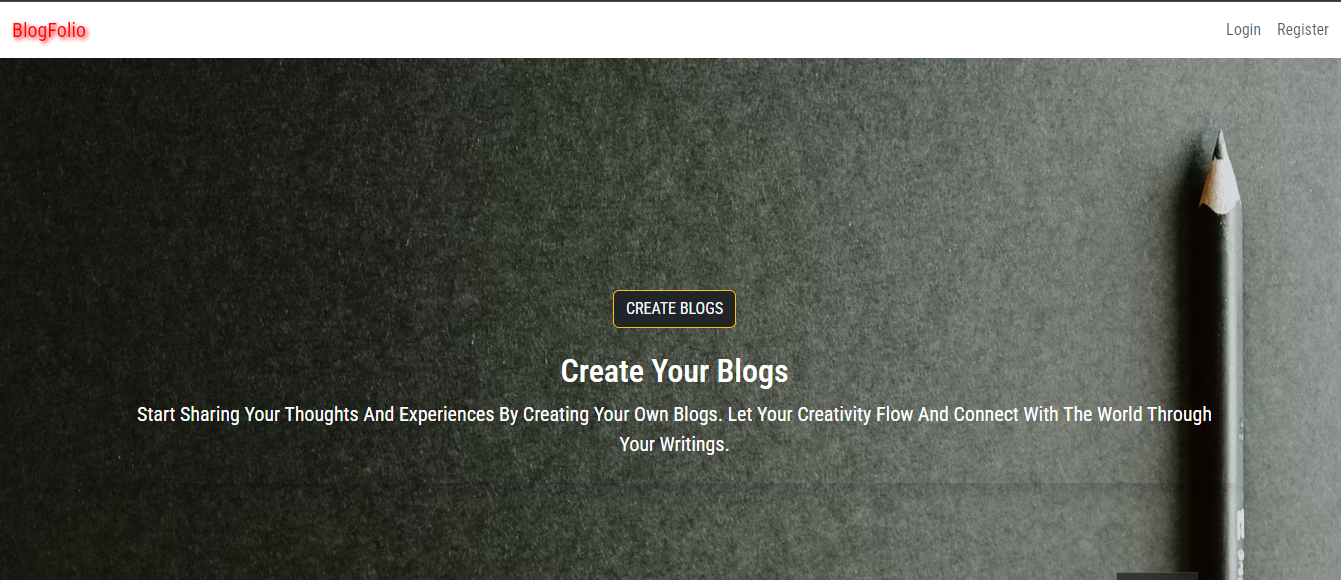 BlogFolio
Login Register
CREATE BLOGS
Create Your Blogs
Start Sharing Your Thoughts And Experiences By Creating Your Own Blogs. Let Your Creativity Flow And Connect With The World Through
Your Writings.